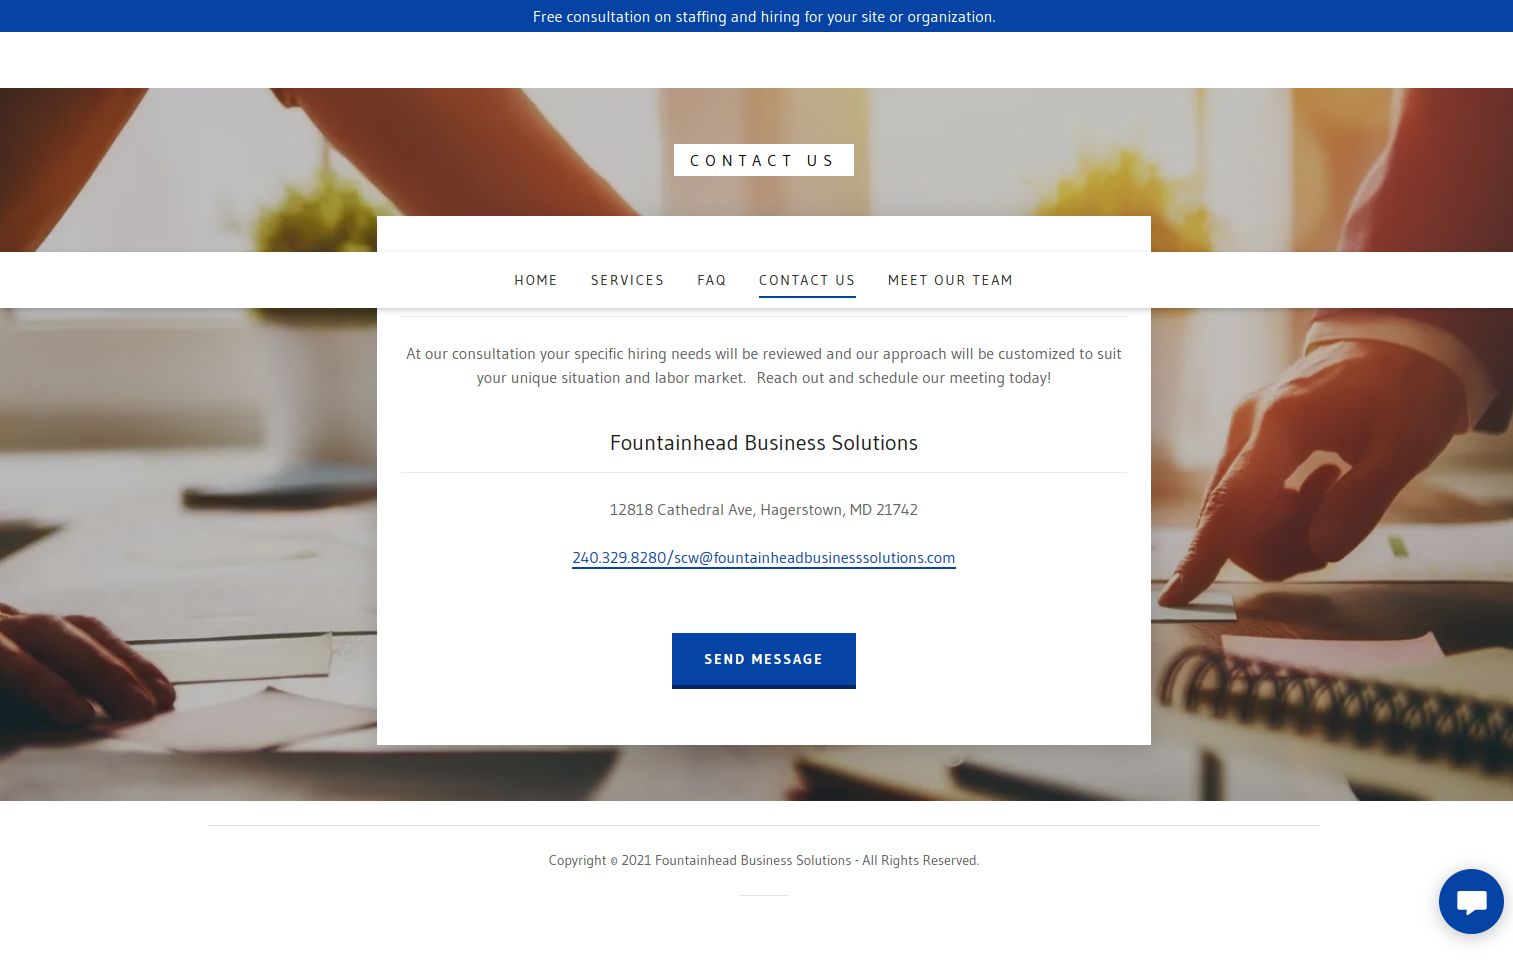 Free consultation on staffing and hiring for your site or organization.
CONTACT US
HOME SERVICES FAQ CONTACT US MEET OUR TEAM
At our consultation your specific hiring needs will be reviewed and our approach will be customized to suit
your unique situation and labor market. Reach out and schedule our meeting today!
Fountainhead Business Solutions
12818 Cathedral Ave, Hagerstown, MD 21742
240.329.8280/scw@fountainheadbusinesssolutions.com
SEND MESSAGE
Copyright © 2021 Fountainhead Business Solutions - All Rights Reserved.